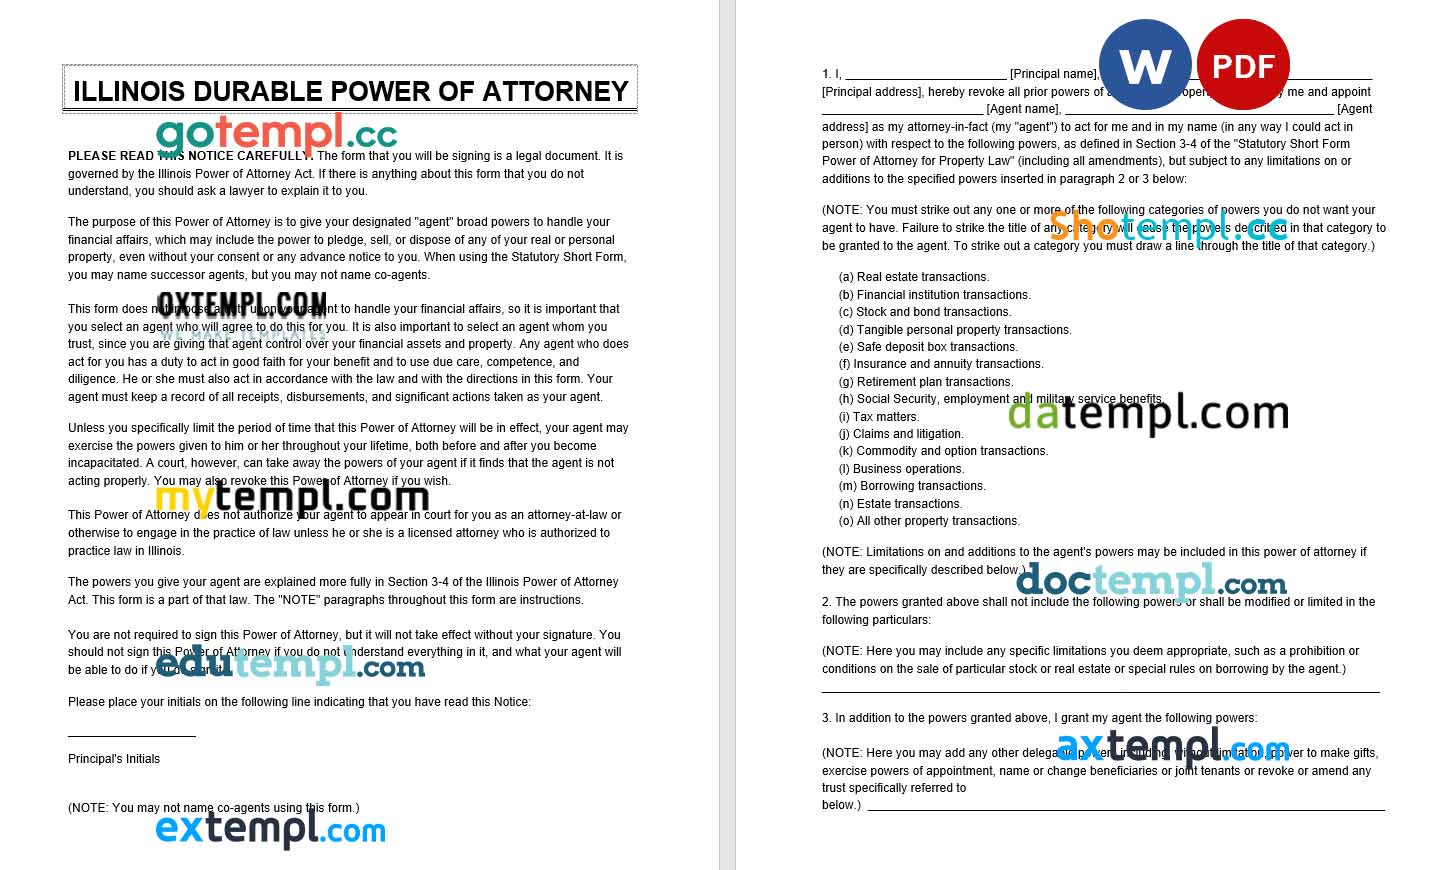 ILLINOIS DURABLE POWER OF ATTORNEY
gotempl.cc
PLEASE READ THIS NOTICE CAREFULLY. The form that you will be signing is a legal document. It is
governed by the Illinois Power of Attorney Act. If there is anything about this form that you do not
understand, you should ask a lawyer to explain it to you.
The purpose of this Power of Attorney is to give your designated "agent" broad powers to handle your
financial affairs, which may include the power to pledge, sell, or dispose of any of your real or personal
property, even without your consent or any advance notice to you. When using the Statutory Short Form,
you may name successor agents, but you may not name co-agents.
OXTEMPL.COM
This form does not impose a duty upon your agent to handle your financial affairs, so it is important that
you select an agent who will agree to do this for you. It is also important to select an agent whom you
WE MAKE TEMPLATES
trust, since you are giving that agent control over your financial assets and property. Any agent who does
act for you has a duty to act in good faith for your benefit and to use due care, competence, and
diligence. He or she must also act in accordance with the law and with the directions in this form. Your
agent must keep a record of all receipts, disbursements, and significant actions taken as your agent.
Unless you specifically limit the period of time that this Power of Attorney will be in effect, your agent may
exercise the powers given to him or her throughout your lifetime, both before and after you become
incapacitated. A court, however, can take away the powers of your agent if it finds that the agent is not
acting properly. You may also revoke this Power of Attorney if you wish.
mytempl.com
This Power of Attorney does not authorize your agent to appear in court for you as an attorney-at-law or
otherwise to engage in the practice of law unless he or she is a licensed attorney who is authorized to
practice law in Illinois.
The powers you give your agent are explained more fully in Section 3-4 of the Illinois Power of Attorney
Act. This form is a part of that law. The "NOTE" paragraphs throughout this form are instructions.
You are not required to sign this Power of Attorney, but it will not take effect without your signature. You
should not sign this Power of Attorney if you do not understand everything in it, and what your agent will
be able to do if you do sign it.
edutempl.com
Please place your initials on the following line indicating that you have read this Notice:
Principal's Initials
(NOTE: You may not name co-agents using this form.)
extempl.com
W PDF
1. I, ________________________ [Principal name],
[Principal address], hereby revoke all prior powers of me and appoint
________________________ [Agent name], ________________________ [Agent
address] as my attorney-in-fact (my "agent") to act for me and in my name (in any way I could act in
person) with respect to the following powers, as defined in Section 3-4 of the "Statutory Short Form
Power of Attorney for Property Law" (including all amendments), but subject to any limitations on or
additions to the specified powers inserted in paragraph 2 or 3 below:
(NOTE: You must strike out any one or more of the following categories of powers you do not want your
agent to have. Failure to strike the title of any category will cause the powers described in that category to
Shotempl.cc
be granted to the agent. To strike out a category you must draw a line through the title of that category.)
(a) Real estate transactions.
(b) Financial institution transactions.
(c) Stock and bond transactions.
(d) Tangible personal property transactions.
(e) Safe deposit box transactions.
(f) Insurance and annuity transactions.
(g) Retirement plan transactions.
(h) Social Security, employment and military service benefits.
datempl.com
(i) Tax matters.
(j) Claims and litigation.
(k) Commodity and option transactions.
(l) Business operations.
(m) Borrowing transactions.
(n) Estate transactions.
(o) All other property transactions.
(NOTE: Limitations on and additions to the agent's powers may be included in this power of attorney if
they are specifically described below.)
doctempl.com
2. The powers granted above shall not include the following powers or shall be modified or limited in the
following particulars:
(NOTE: Here you may include any specific limitations you deem appropriate, such as a prohibition or
conditions on the sale of particular stock or real estate or special rules on borrowing by the agent.)
3. In addition to the powers granted above, I grant my agent the following powers:
axtempl.com
(NOTE: Here you may add any other delegable powers including, without limitation, power to make gifts,
exercise powers of appointment, name or change beneficiaries or joint tenants or revoke or amend any
trust specifically referred to
below.)